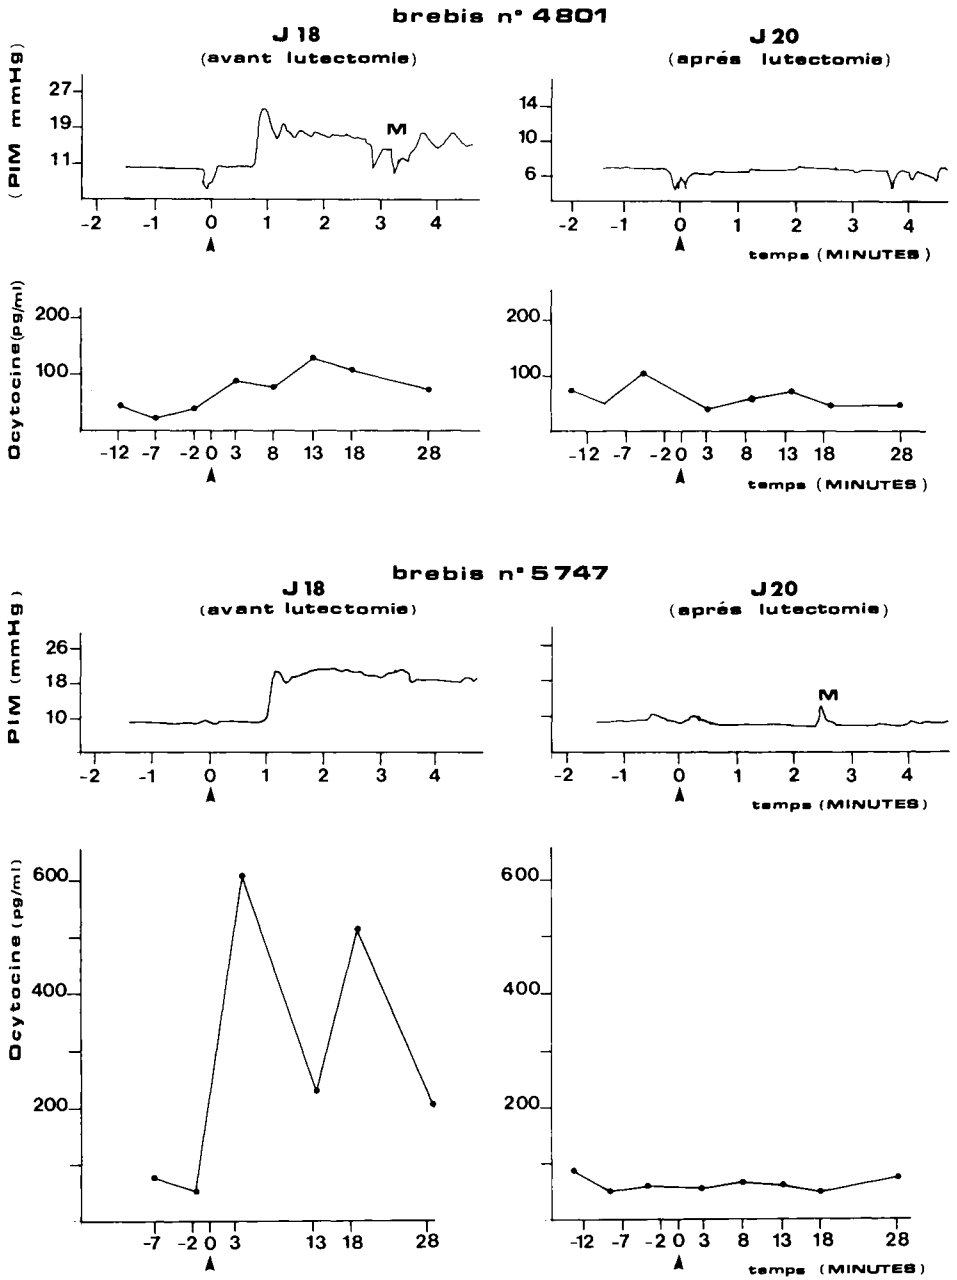 brebis n° 4801
J 18
(avant lutectomie)
J 20
(aprés lutectomie)
(PIM mmHg)
27
19
11
M
-2 -1 0 1 2 3 4
14
10
6
-2 -1 0 1 2 3 4
temps (MINUTES)
Ocytocine (pg/ml)
200
100
-12 -7 -2 0 3 8 13 18 28
200
100
-12 -7 -2 0 3 8 13 18 28
temps (MINUTES)
brebis n° 5747
J 18
(avant lutectomie)
J 20
(aprés lutectomie)
PIM (mmHg)
26
18
10
-2 -1 0 1 2 3 4
M
-2 -1 0 1 2 3 4
temps (MINUTES)
Ocytocine (pg/ml)
600
400
200
-7 -2 0 3 13 18 28
600
400
200
-12 -7 -2 0 3 8 13 18 28
temps (MINUTES)